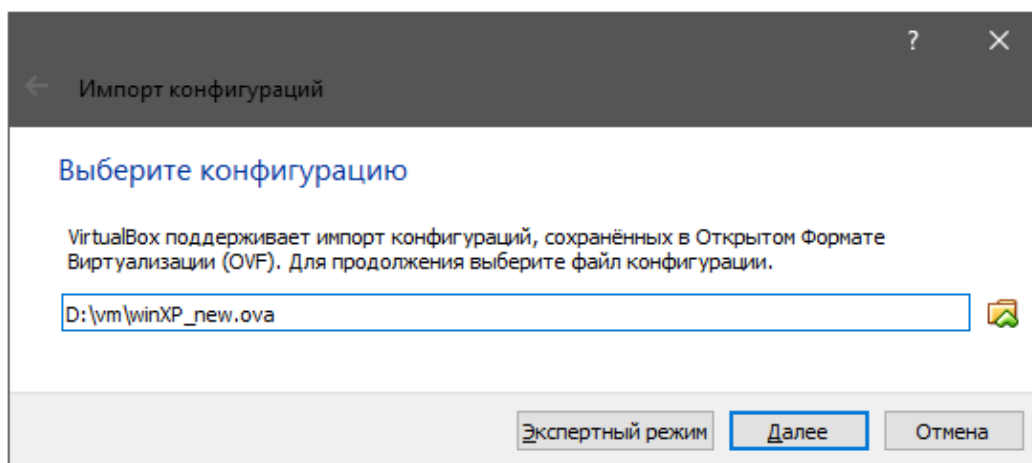 ?
Импорт конфигураций
Выберите конфигурацию
VirtualBox поддерживает импорт конфигураций, сохранённых в Открытом Формате
Виртуализации (OVF). Для продолжения выберите файл конфигурации.
D:\vm\winXP_new.ova
Экспертный режим Далее Отмена